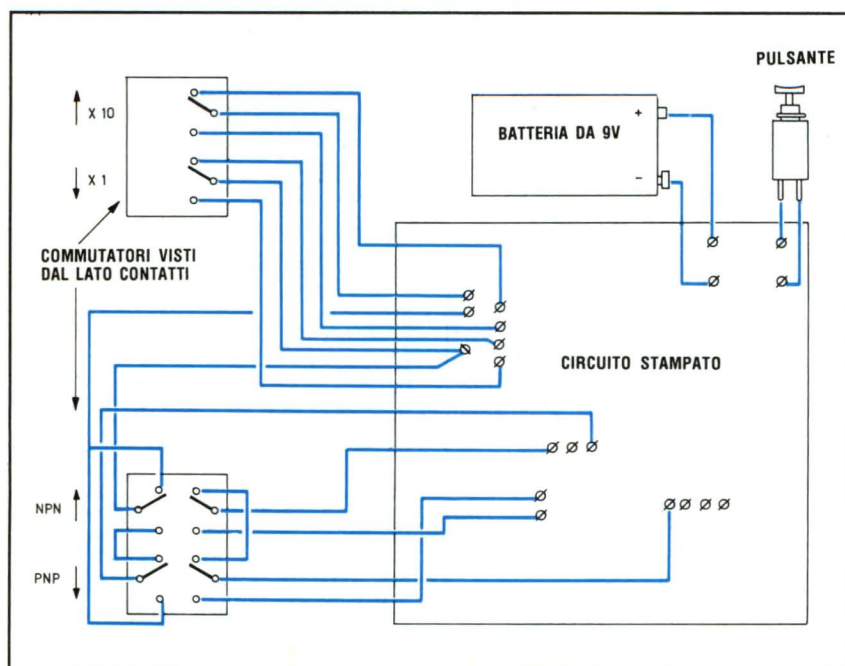 PULSANTE
X 10
BATTERIA DA 9V
+
−
X 1
COMMUTATORI VISTI
DAL LATO CONTATTI
CIRCUITO STAMPATO
NPN
PNP